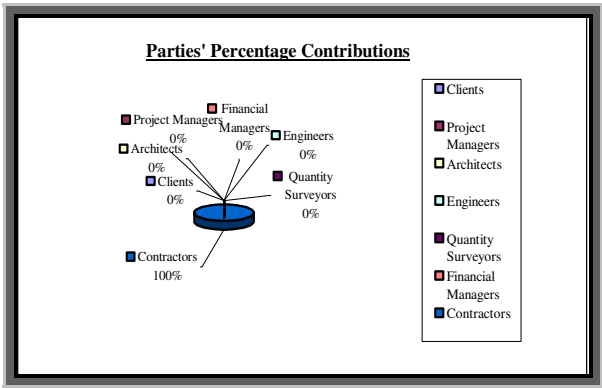 Parties' Percentage Contributions
Financial
Managers
0%
Project Managers
0%
Engineers
0%
Architects
0%
Clients
0%
Quantity
Surveyors
0%
Contractors
100%
Clients
Project
Managers
Architects
Engineers
Quantity
Surveyors
Financial
Managers
Contractors